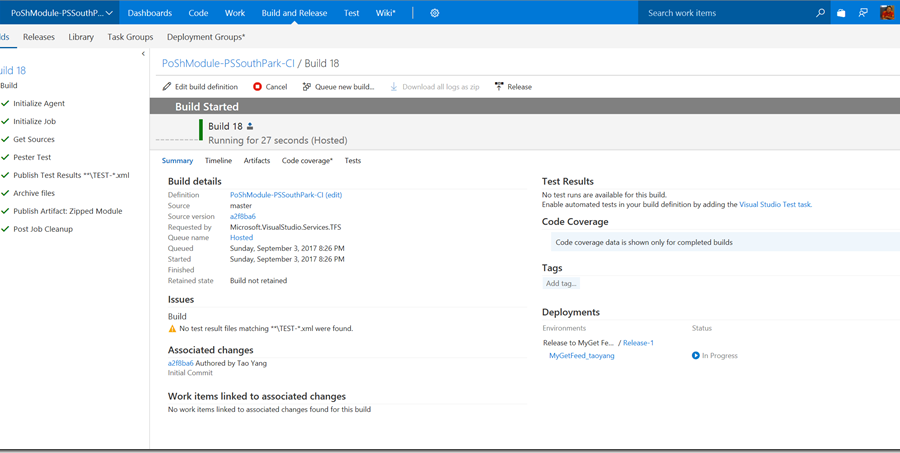 PoShModule-PSSouthP... Dashboards Code Work Build and Release Test Wiki* Search work items
lds Releases Library Task Groups Deployment Groups*
uild 18
Build
Initialize Agent
Initialize Job
Get Sources
Pester Test
Publish Test Results **\TEST-*.xml
Archive files
Publish Artifact: Zipped Module
Post Job Cleanup
PoShModule-PSSouthPark-CI / Build 18
Edit build definition Cancel Queue new build... Download all logs as zip Release
Build Started
Build 18
Running for 27 seconds (Hosted)
Summary Timeline Artifacts Code coverage* Tests
Build details
Definition PoShModule-PSSouthPark-CI (edit)
Source master
Source version a2f8ba6
Requested by Microsoft.VisualStudio.Services.TFS
Queue name Hosted
Queued Sunday, September 3, 2017 8:26 PM
Started Sunday, September 3, 2017 8:26 PM
Finished
Retained state Build not retained
Issues
Build
No test result files matching **\TEST-*.xml were found.
Associated changes
a2f8ba6 Authored by Tao Yang
Initial Commit
Work items linked to associated changes
No work items linked to associated changes found for this build
Test Results
No test runs are available for this build.
Enable automated tests in your build definition by adding the Visual Studio Test task.
Code Coverage
Code coverage data is shown only for completed builds
Tags
Add tag...
Deployments
Environments Status
Release to MyGet Fe... / Release-1
MyGetFeed_taoyang In Progress